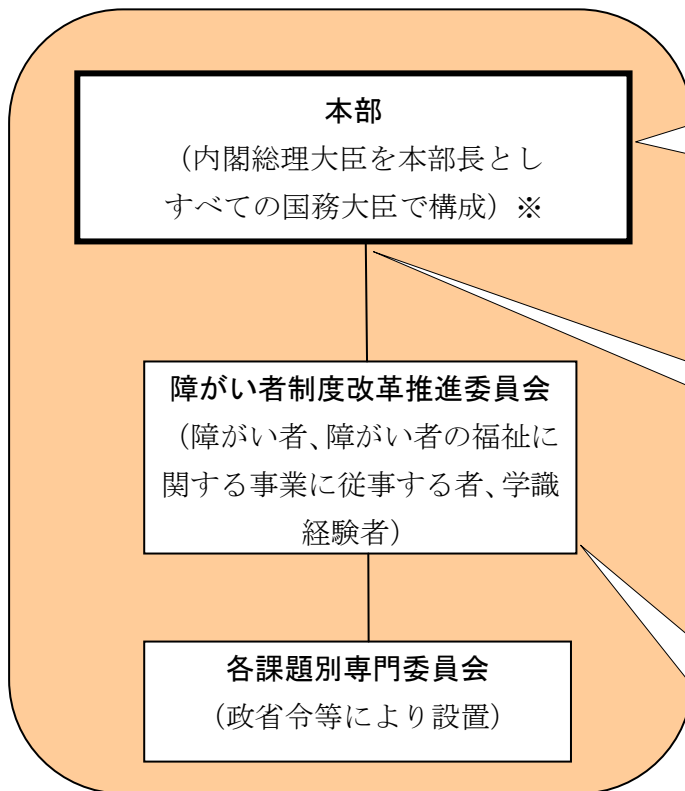 本部
（内閣総理大臣を本部長とし
すべての国務大臣で構成）※
障がい者制度改革推進委員会
（障がい者、障がい者の福祉に
関する事業に従事する者、学識
経験者）
各課題別専門委員会
（政省令等により設置）